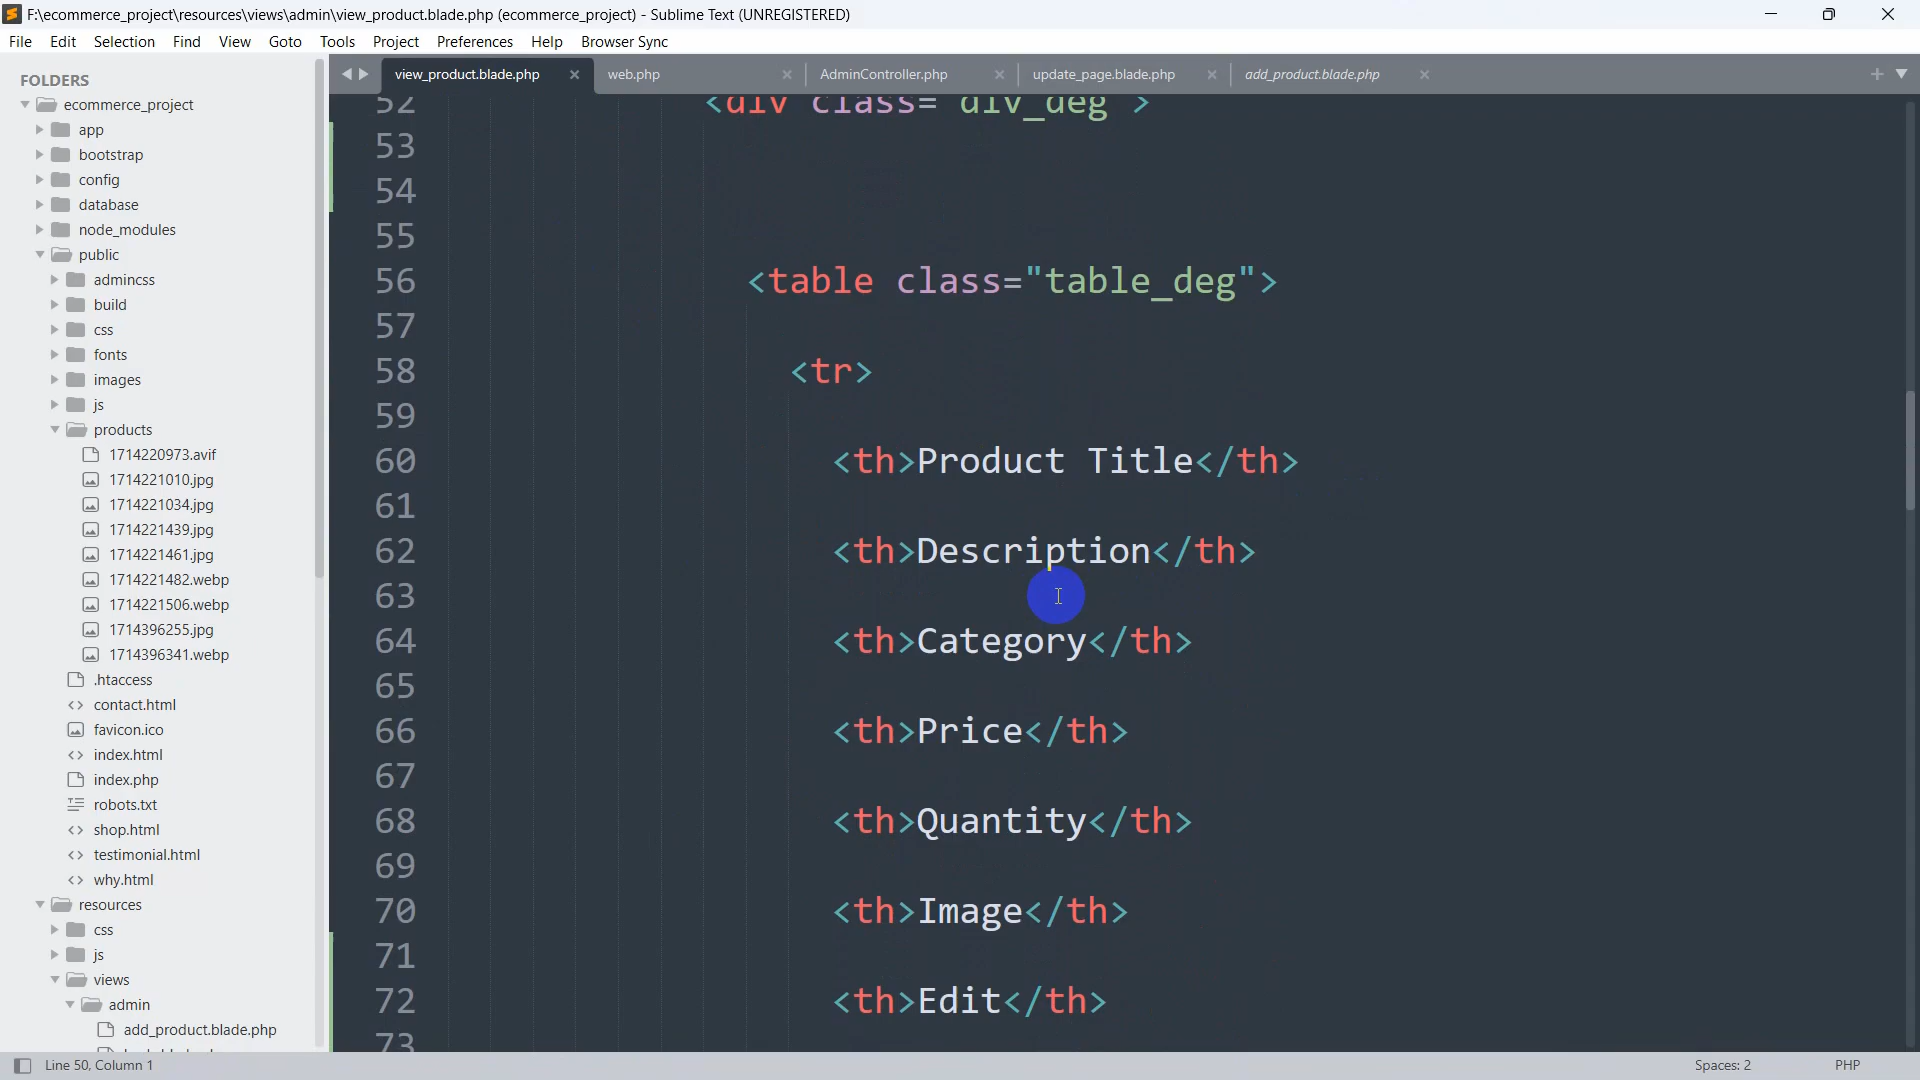 F:\ecommerce_project\resources\views\admin\view_product.blade.php (ecommerce_project) - Sublime Text (UNREGISTERED)
File Edit Selection Find View Goto Tools Project Preferences Help Browser Sync
FOLDERS
ecommerce_project
app
bootstrap
config
database
node_modules
public
admincss
build
css
fonts
images
js
products
1714220973.avif
1714221010.jpg
1714221034.jpg
1714221439.jpg
1714221461.jpg
1714221482.webp
1714221506.webp
1714396255.jpg
1714396341.webp
.htaccess
contact.html
favicon.ico
index.html
index.php
robots.txt
shop.html
testimonial.html
why.html
resources
css
js
views
admin
add_product.blade.php
view_product.blade.php web.php AdminController.php update_page.blade.php add_product.blade.php
52 <div class="div_deg">
53
54
55
56 <table class="table_deg">
57
58 <tr>
59
60 <th>Product Title</th>
61
62 <th>Description</th>
63
64 <th>Category</th>
65
66 <th>Price</th>
67
68 <th>Quantity</th>
69
70 <th>Image</th>
71
72 <th>Edit</th>
73
Line 50, Column 1 Spaces: 2 PHP